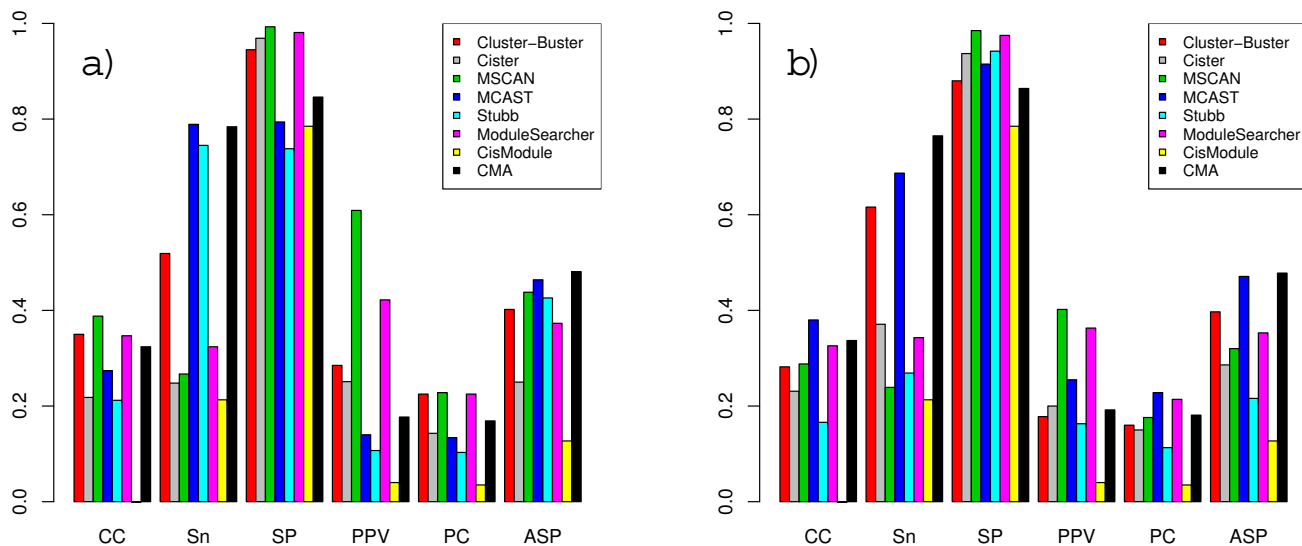 a)
1.0
0.8
0.6
0.4
0.2
0.0
Cluster−Buster
Cister
MSCAN
MCAST
Stubb
ModuleSearcher
CisModule
CMA
CC Sn SP PPV PC ASP
b)
1.0
0.8
0.6
0.4
0.2
0.0
Cluster−Buster
Cister
MSCAN
MCAST
Stubb
ModuleSearcher
CisModule
CMA
CC Sn SP PPV PC ASP